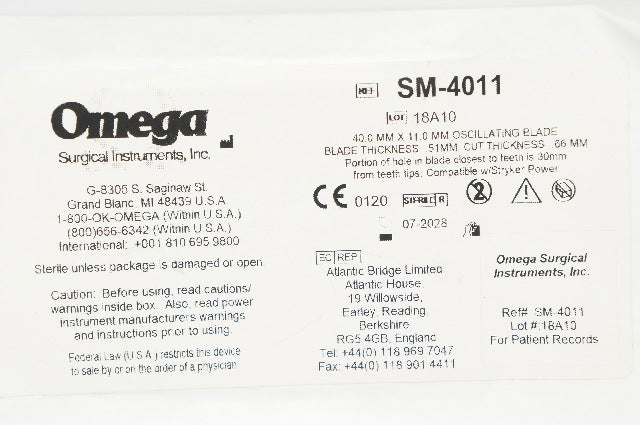 Omega
Surgical Instruments, Inc.
G-8305 S. Saginaw St.
Grand Blanc, MI 48439 U.S.A.
1-800-OK-OMEGA (Within U.S.A.)
(800)656-6342 (Within U.S.A.)
International: +001 810 695 9800
Sterile unless package is damaged or open
Caution: Before using, read cautions/
warnings inside box. Also, read power
instrument manufacturers warnings
and instructions prior to using.
Federal Law (U.S.A.) restricts this device
to sale by or on the order of a physician.
REF SM-4011
LOT 18A10
40.0 MM X 11.0 MM OSCILLATING BLADE
BLADE THICKNESS .51MM CUT THICKNESS .66 MM
Portion of hole in blade closest to teeth is 30mm
from teeth tips. Compatible w/Stryker Power
CE 0120 STERILE R 2
07-2028
EC REP
Atlantic Bridge Limited
Atlantic House,
19 Willowside,
Earley, Reading,
Berkshire
RG5 4GB, England
Tel: +44(0) 118 969 7047
Fax: +44(0) 118 901 4411
Omega Surgical
Instruments, Inc.
Ref# SM-4011
Lot #:18A10
For Patient Records